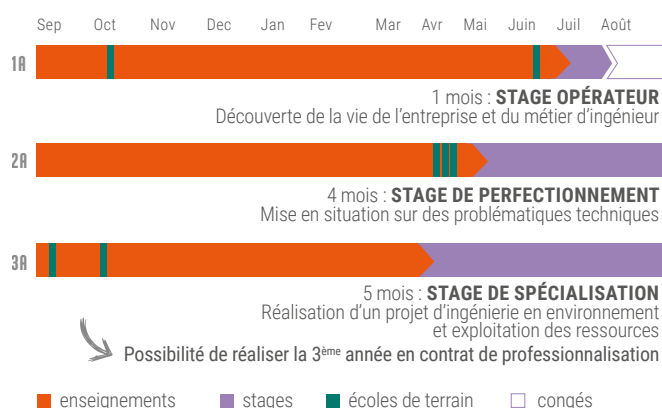 Sep Oct Nov Dec Jan Fev Mar Avr Mai Juin Juil Août
1A
1 mois : STAGE OPÉRATEUR
Découverte de la vie de l'entreprise et du métier d'ingénieur
2A
4 mois : STAGE DE PERFECTIONNEMENT
Mise en situation sur des problématiques techniques
3A
5 mois : STAGE DE SPÉCIALISATION
Réalisation d'un projet d'ingénierie en environnement
et exploitation des ressources
Possibilité de réaliser la 3ème année en contrat de professionnalisation
enseignements stages écoles de terrain congés